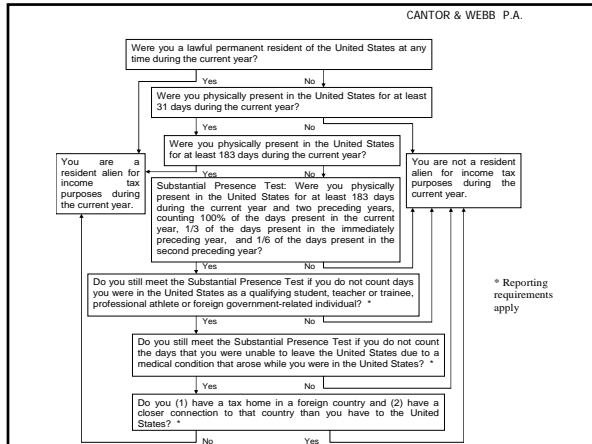 CANTOR & WEBB P.A.
Were you a lawful permanent resident of the United States at any
time during the current year?
Yes No
Were you physically present in the United States for at least
31 days during the current year?
Yes No
Were you physically present in the United States
for at least 183 days during the current year?
You are a
resident alien for
income tax
purposes during
the current year.
You are not a resident
alien for income tax
purposes during the
current year.
Yes No
Substantial Presence Test: Were you physically
present in the United States for at least 183 days
during the current year and two preceding years,
counting 100% of the days present in the current
year, 1/3 of the days present in the immediately
preceding year, and 1/6 of the days present in the
second preceding year?
Yes No
Do you still meet the Substantial Presence Test if you do not count days
you were in the United States as a qualifying student, teacher or trainee,
professional athlete or foreign government-related individual? *
* Reporting
requirements
apply
Yes No
Do you still meet the Substantial Presence Test if you do not count
the days that you were unable to leave the United States due to a
medical condition that arose while you were in the United States? *
Yes No
Do you (1) have a tax home in a foreign country and (2) have a
closer connection to that country than you have to the United
States? *
No Yes